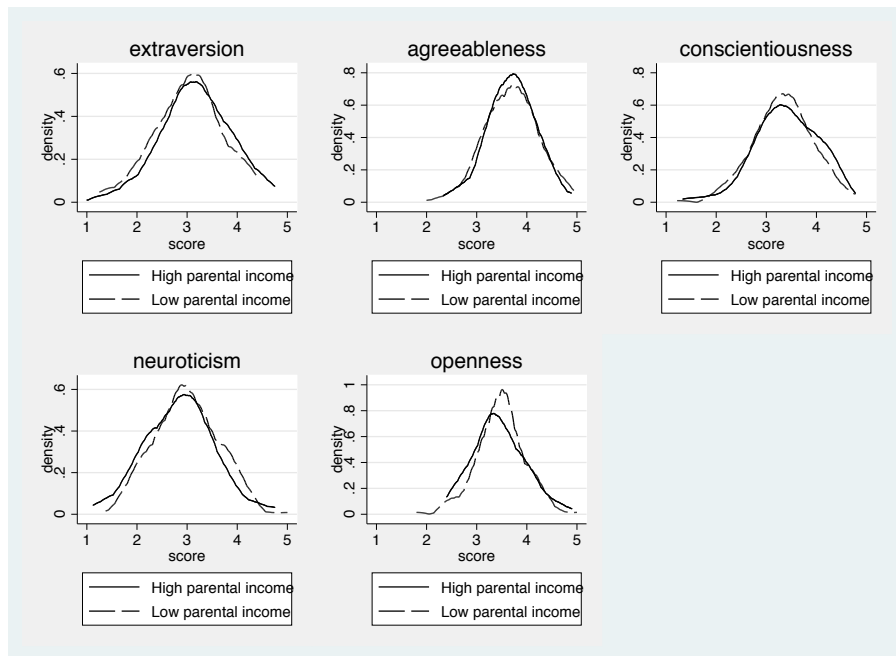 extraversion
density
0
.2
.4
.6
1 2 3 4 5
score
High parental income
Low parental income
agreeableness
density
0
.2
.4
.6
.8
1 2 3 4 5
score
High parental income
Low parental income
conscientiousness
density
0
.2
.4
.6
.8
1 2 3 4 5
score
High parental income
Low parental income
neuroticism
density
0
.2
.4
.6
1 2 3 4 5
score
High parental income
Low parental income
openness
density
0
.2
.4
.6
.8
1
1 2 3 4 5
score
High parental income
Low parental income